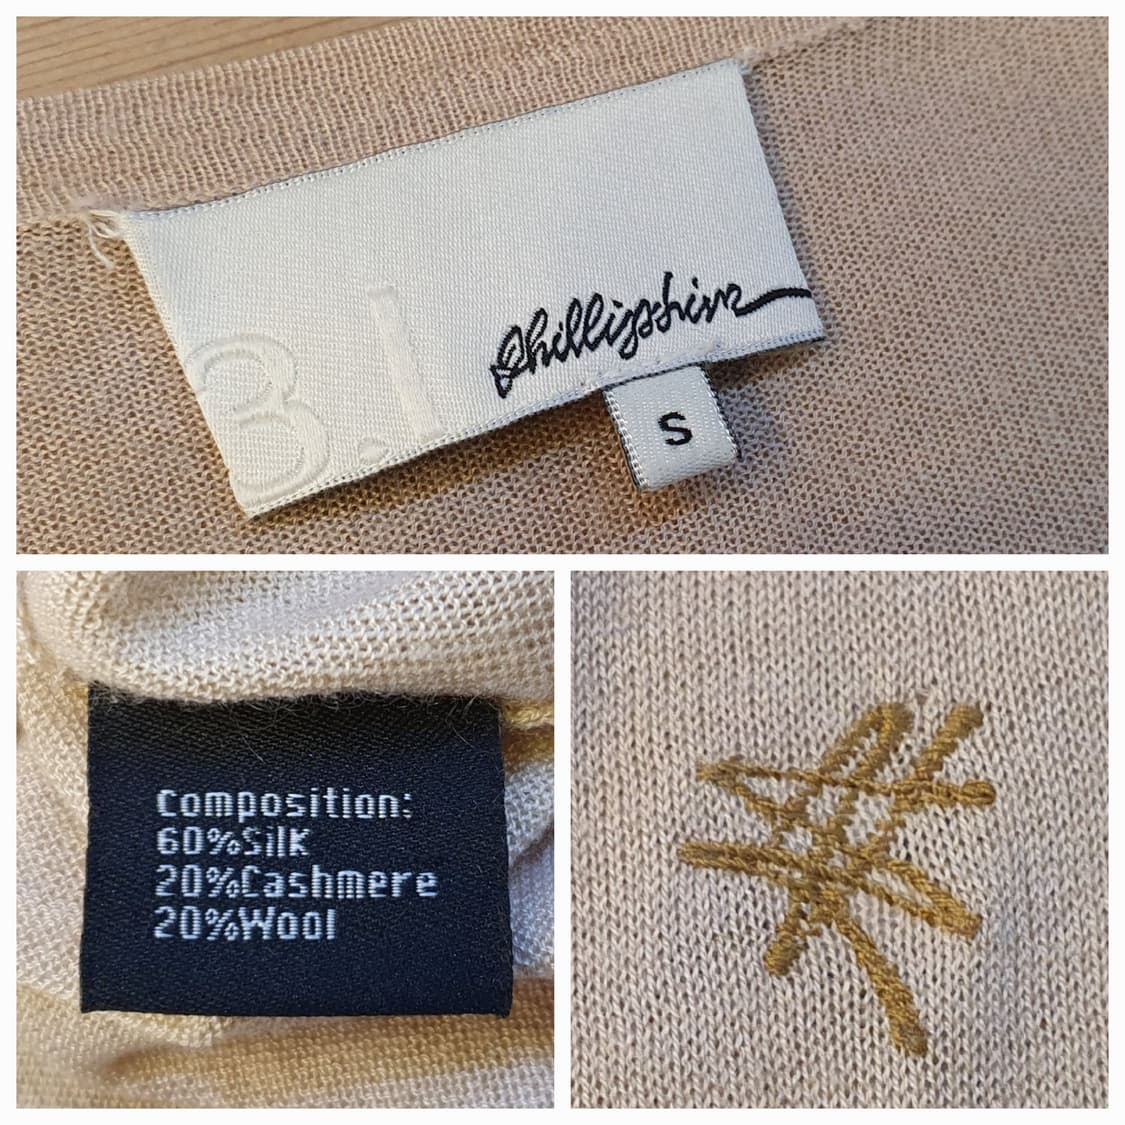 3.1 Phillip lim
S
Composition:
60%Silk
20%Cashmere
20%Wool